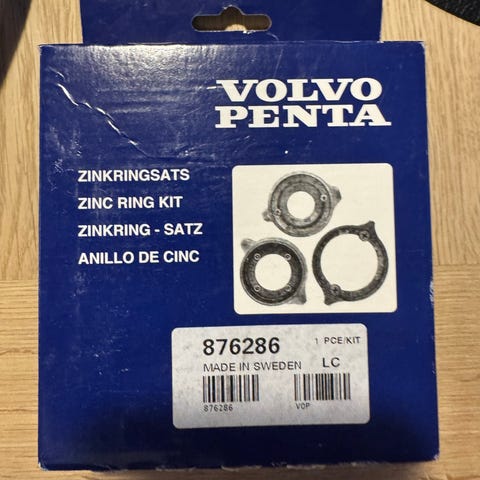 VOLVO
PENTA
ZINKRINGSATS
ZINC RING KIT
ZINKRING - SATZ
ANILLO DE CINC
876286 1 PCE/KIT
MADE IN SWEDEN LC
876286 VOP